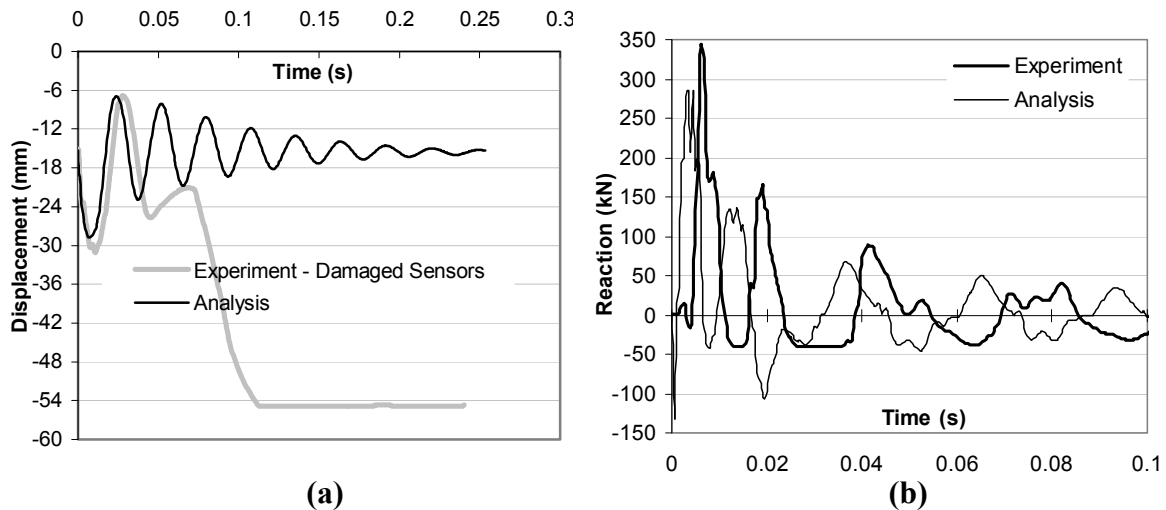 0 0.05 0.1 0.15 0.2 0.25 0.3
0
-6
-12
-18
-24
-30
-36
-42
-48
-54
-60
Displacement (mm)
Time (s)
Experiment - Damaged Sensors
Analysis
(a)
350
300
250
200
150
100
50
0
-50
-100
-150
Reaction (kN)
Experiment
Analysis
Time (s)
0 0.02 0.04 0.06 0.08 0.1
(b)